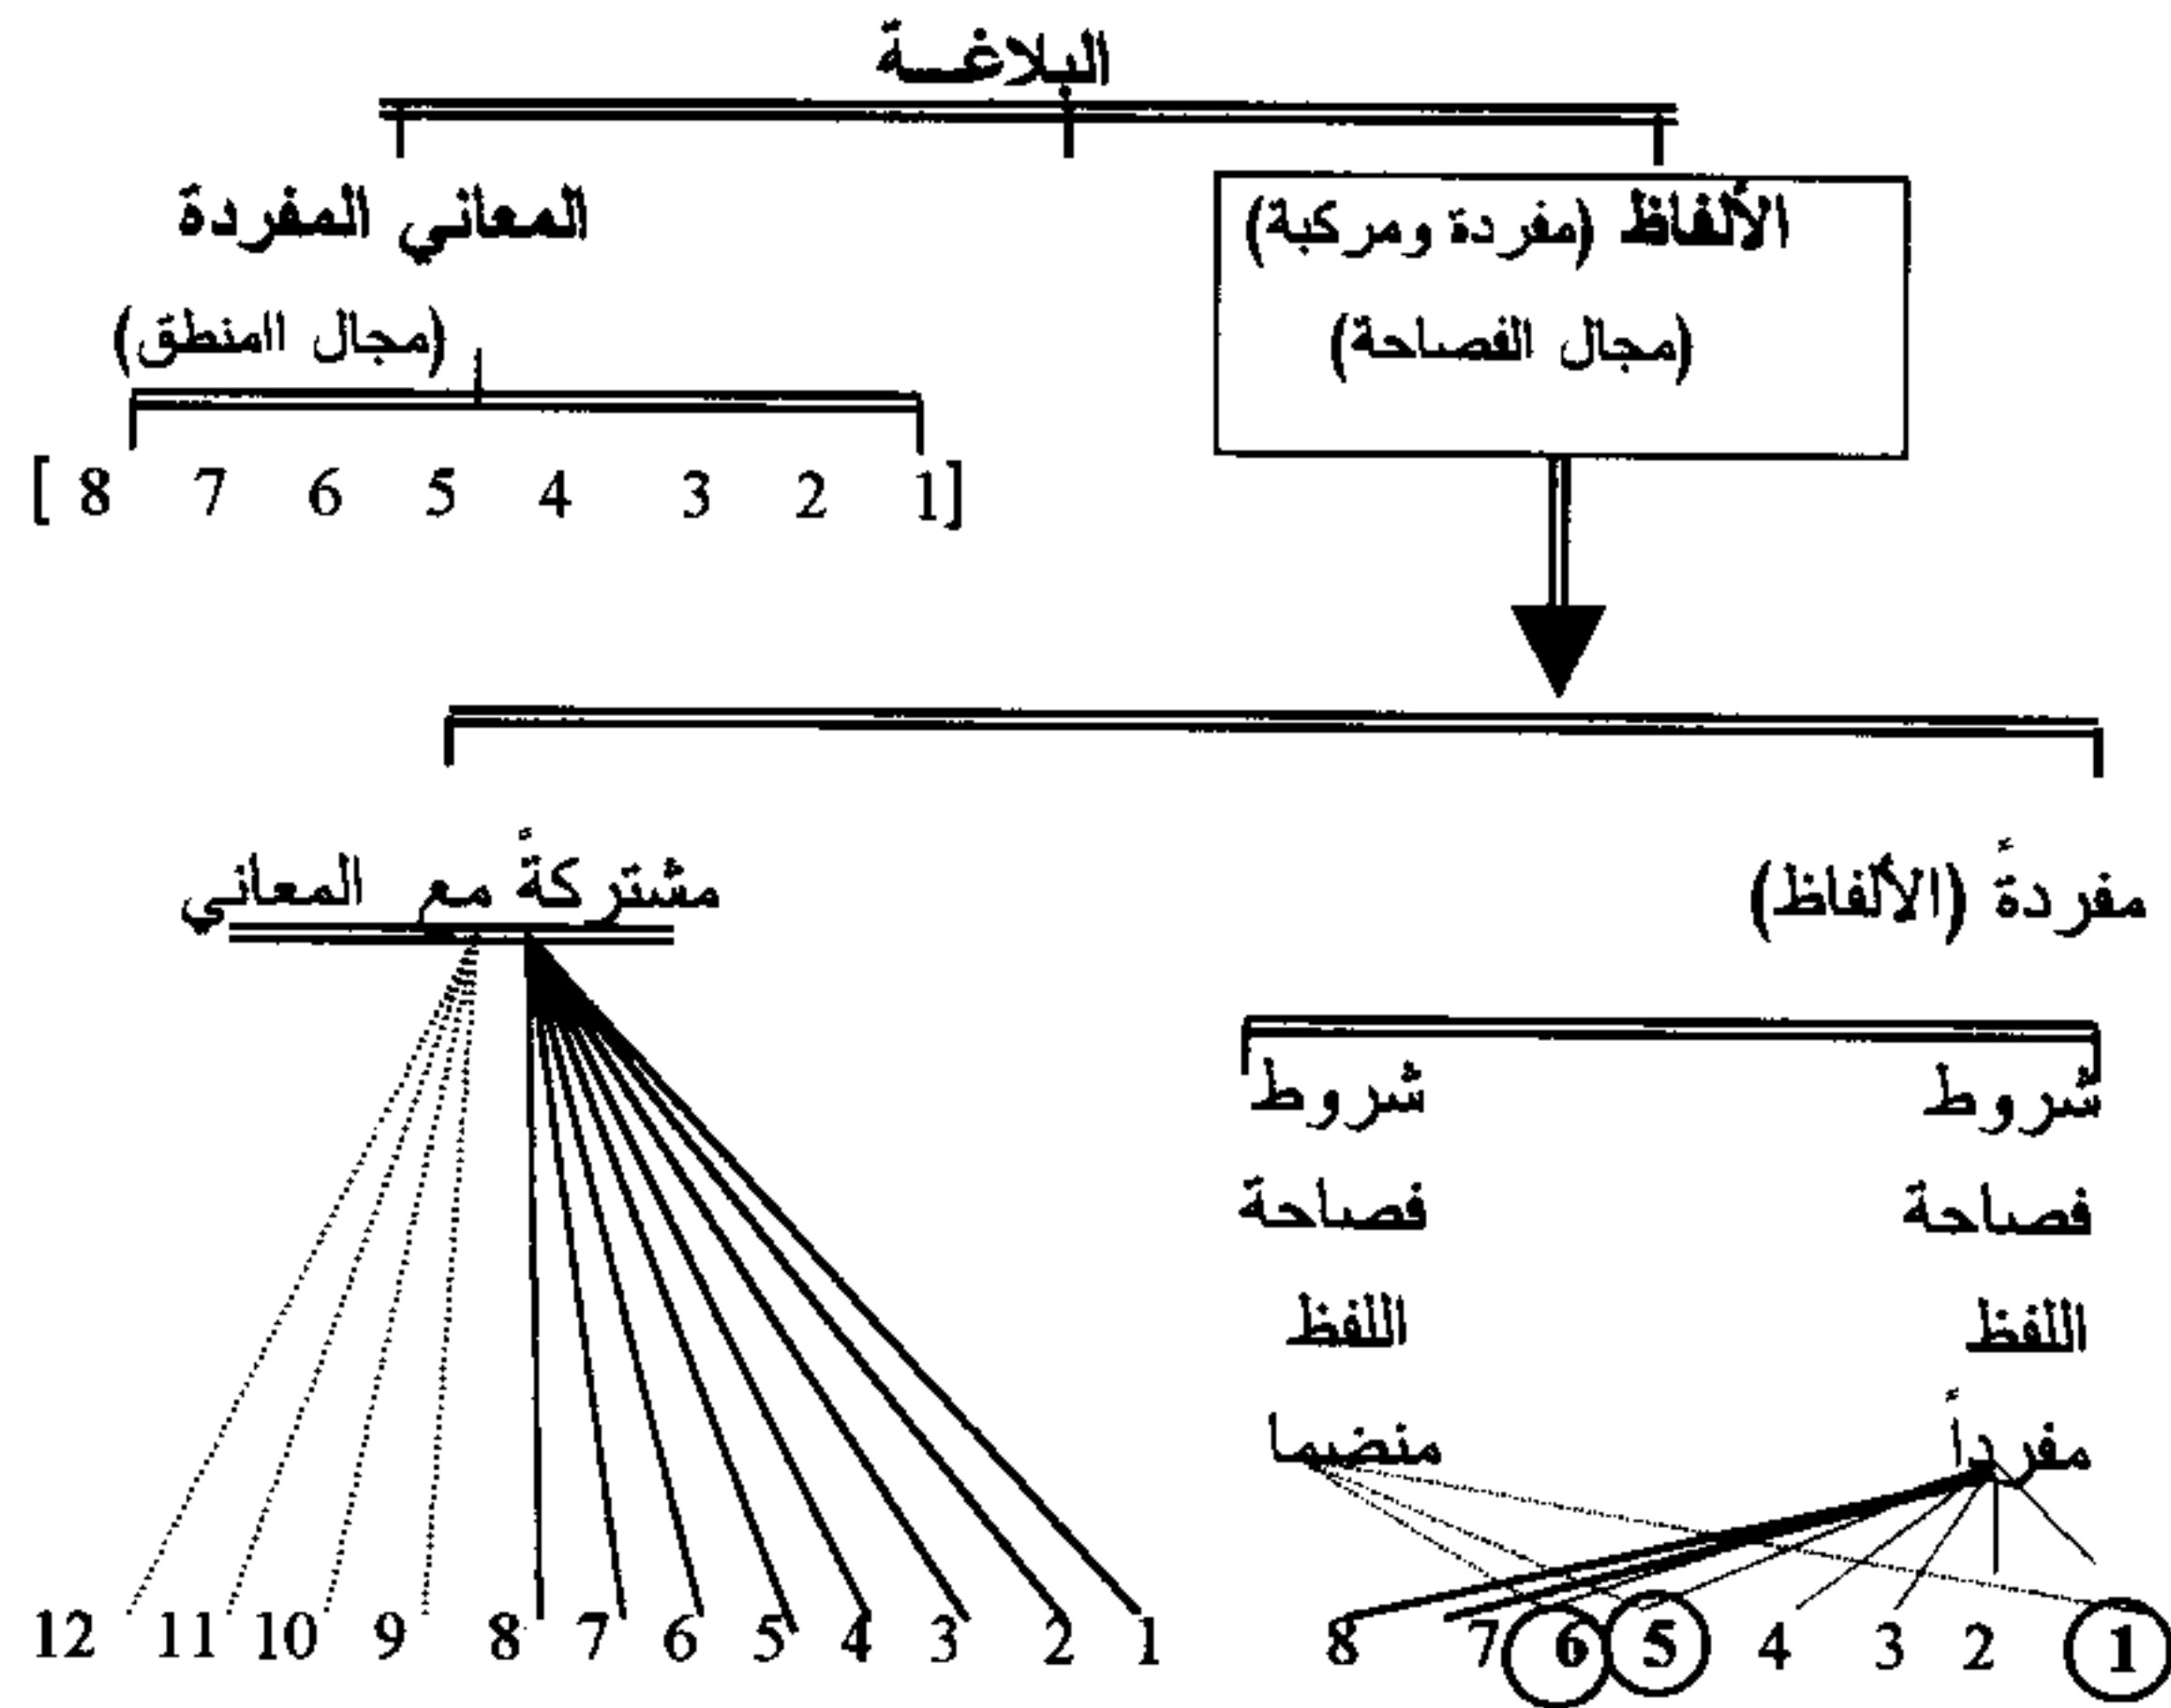 البلاغـــة
الألفاظ (مفردة ومركبة)
(مجال الفصاحة)
المعاني المفردة
(مجال المنطق)
[1 2 3 4 5 6 7 8]
مفردةً (الألفاظ)
مشتركةً مع المعاني
شروط
فصاحة
اللفظ
مفرداً
شروط
فصاحة
اللفظ
منضما
1 2 3 4 5 6 7 8
1 2 3 4 5 6 7 8 9 10 11 12